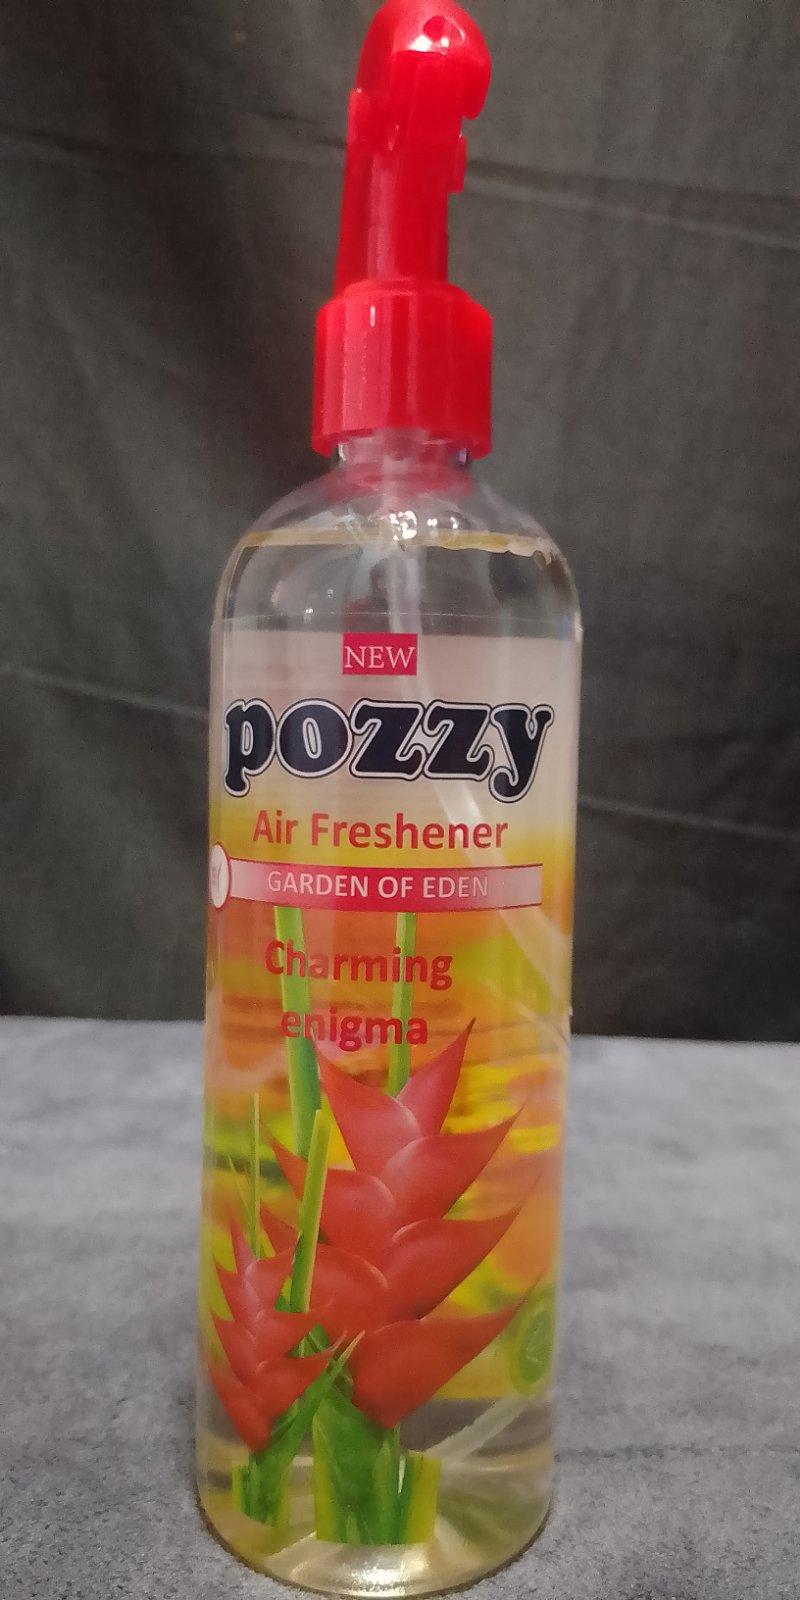 NEW
pozzy
Air Freshener
GARDEN OF EDEN
Charming
enigma